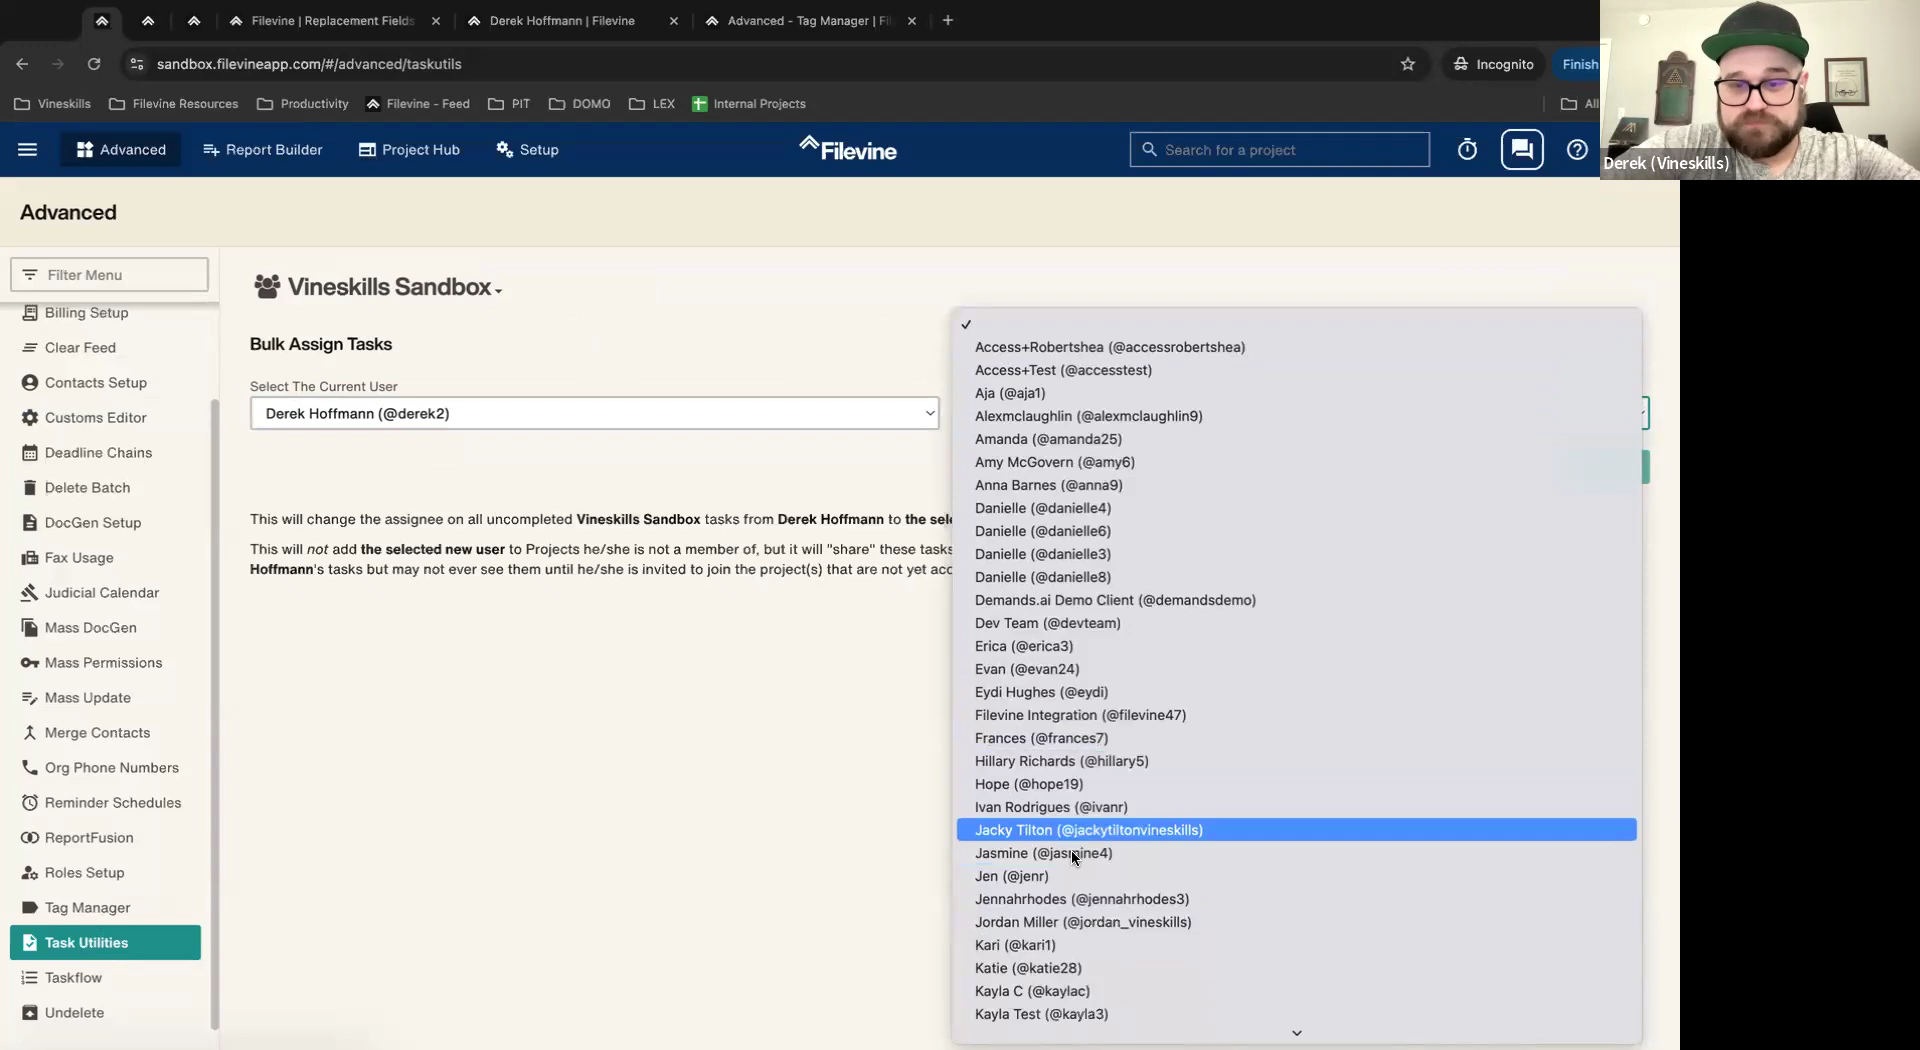 Filevine | Replacement Fields
Derek Hoffmann | Filevine
Advanced - Tag Manager | Fi
sandbox.filevineapp.com/#/advanced/taskutils
Incognito
Finish
Vineskills
Filevine Resources
Productivity
Filevine - Feed
PIT
DOMO
LEX
Internal Projects
All
Derek (Vineskills)
Advanced
Report Builder
Project Hub
Setup
Filevine
Search for a project
Advanced
Filter Menu
Billing Setup
Clear Feed
Contacts Setup
Customs Editor
Deadline Chains
Delete Batch
DocGen Setup
Fax Usage
Judicial Calendar
Mass DocGen
Mass Permissions
Mass Update
Merge Contacts
Org Phone Numbers
Reminder Schedules
ReportFusion
Roles Setup
Tag Manager
Task Utilities
Taskflow
Undelete
Vineskills Sandbox
Bulk Assign Tasks
Select The Current User
Derek Hoffmann (@derek2)
This will change the assignee on all uncompleted Vineskills Sandbox tasks from Derek Hoffmann to the sel
This will not add the selected new user to Projects he/she is not a member of, but it will "share" these tasks
Hoffmann's tasks but may not ever see them until he/she is invited to join the project(s) that are not yet acc
Access+Robertshea (@accessrobertshea)
Access+Test (@accesstest)
Aja (@aja1)
Alexmclaughlin (@alexmclaughlin9)
Amanda (@amanda25)
Amy McGovern (@amy6)
Anna Barnes (@anna9)
Danielle (@danielle4)
Danielle (@danielle6)
Danielle (@danielle3)
Danielle (@danielle8)
Demands.ai Demo Client (@demandsdemo)
Dev Team (@devteam)
Erica (@erica3)
Evan (@evan24)
Eydi Hughes (@eydi)
Filevine Integration (@filevine47)
Frances (@frances7)
Hillary Richards (@hillary5)
Hope (@hope19)
Ivan Rodrigues (@ivanr)
Jacky Tilton (@jackytiltonvineskills)
Jasmine (@jasmine4)
Jen (@jenr)
Jennahrhodes (@jennahrhodes3)
Jordan Miller (@jordan_vineskills)
Kari (@kari1)
Katie (@katie28)
Kayla C (@kaylac)
Kayla Test (@kayla3)